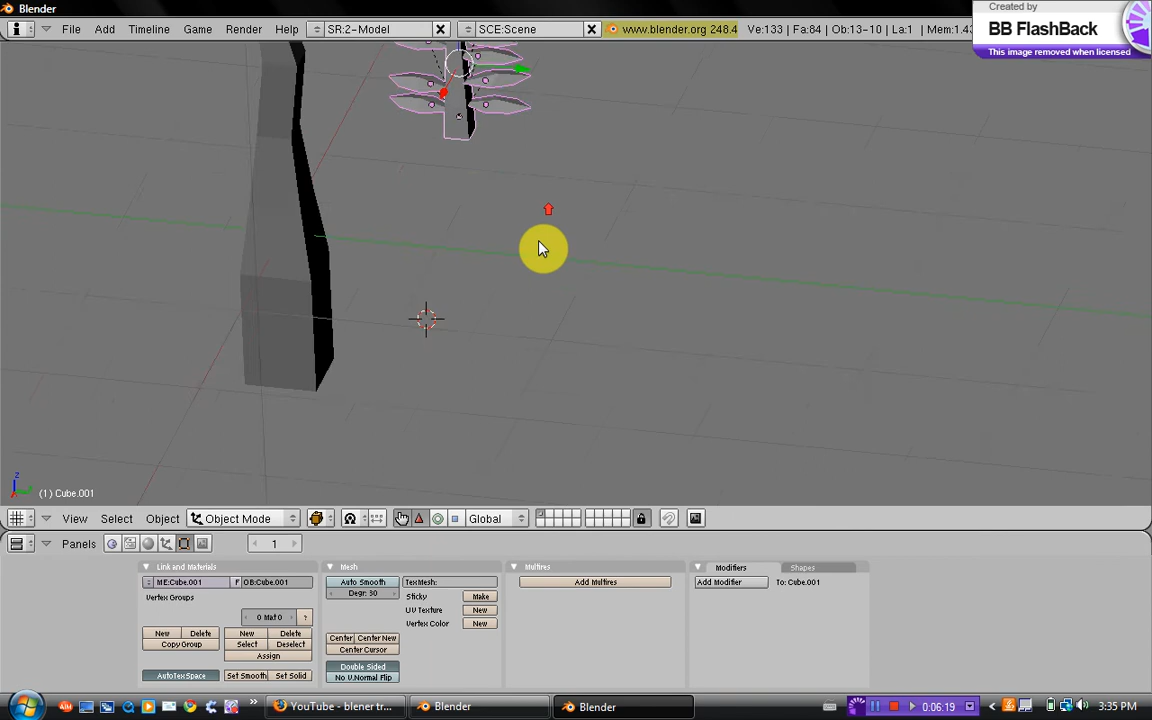 Blender
Created by
BB FlashBack
This image removed when licensed
File Add Timeline Game Render Help SR:2-Model SCE:Scene www.blender.org 248.4 Ve:133 | Fa:84 | Ob:13-10 | La:1 | Mem:1.43
z
(1) Cube.001
View Select Object Object Mode Global
Panels 1
Link and Materials Mesh Multires Modifiers Shapes
ME:Cube.001 F OB:Cube.001 Auto Smooth TexMesh: Add Multires Add Modifier To: Cube.001
Vertex Groups Degr: 30 Sticky Make
UV Texture New
0 Mat 0 ? Vertex Color New
New Delete New Delete Center Center New
Copy Group Select Deselect Center Cursor
Assign
Double Sided
AutoTexSpace Set Smooth Set Solid No V.Normal Flip
YouTube - blener tr... Blender Blender 0:06:19 3:35 PM